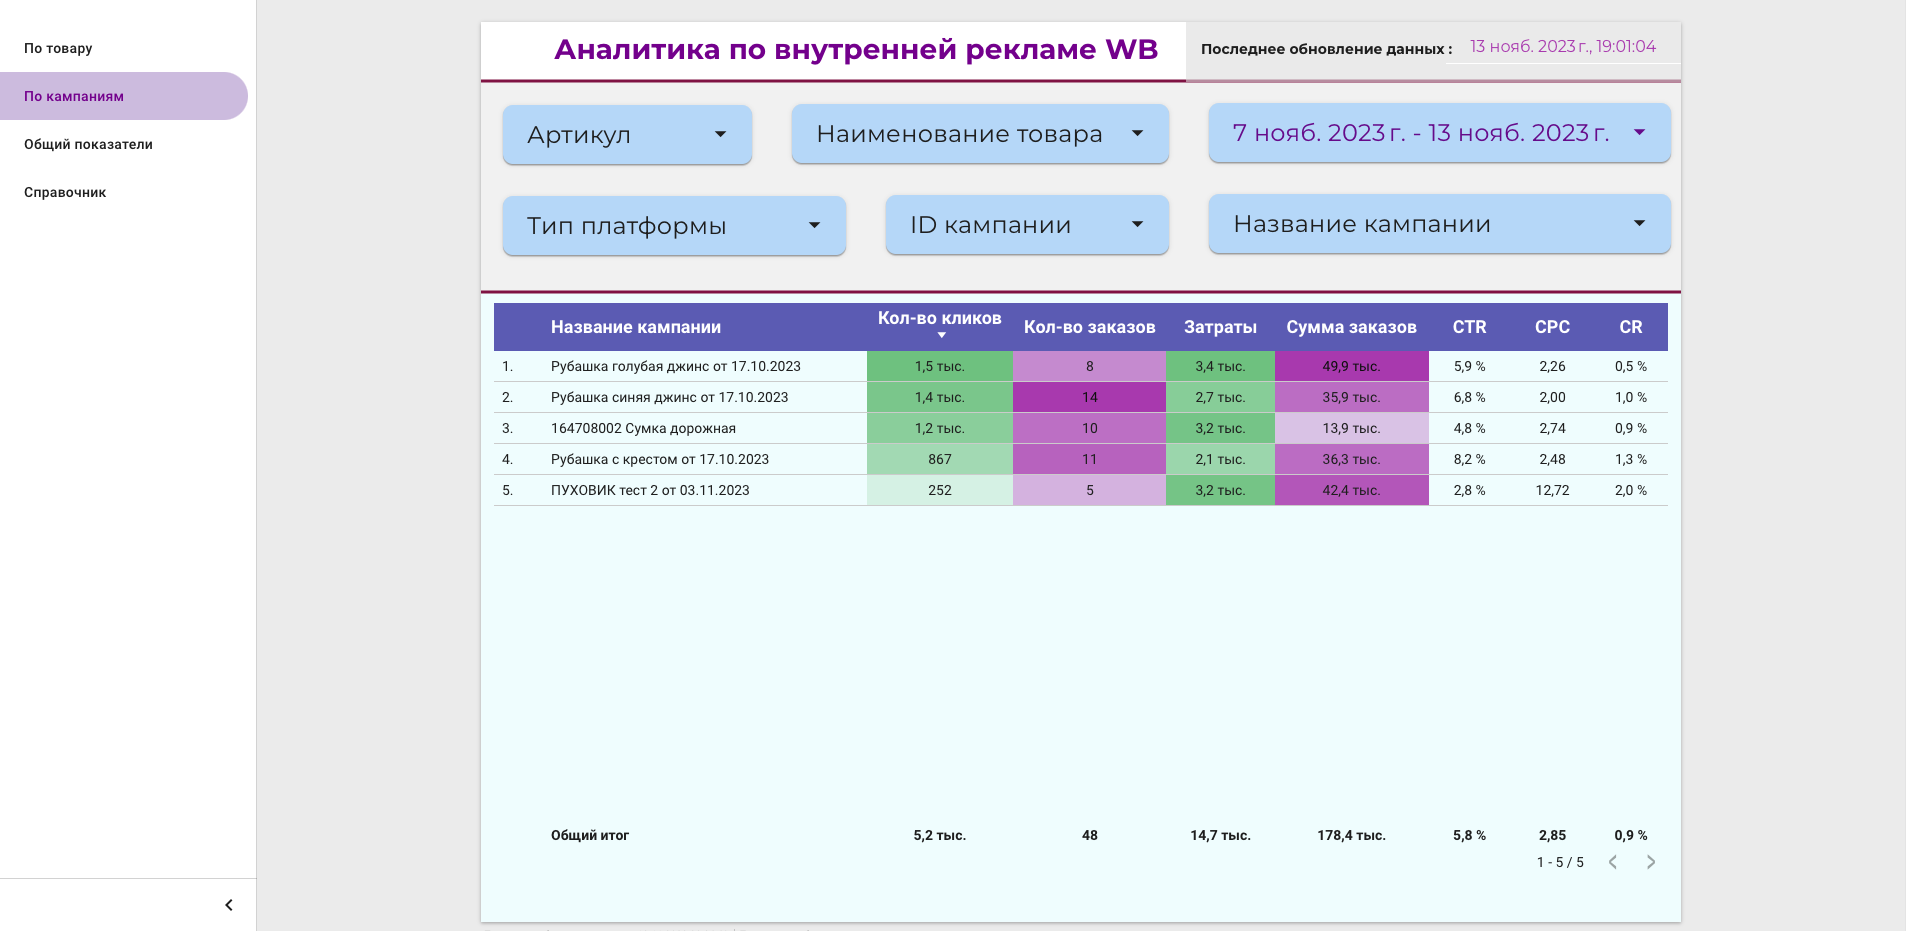 По товару
По кампаниям
Общий показатели
Справочник
Аналитика по внутренней рекламе WB
Последнее обновление данных :
13 нояб. 2023 г., 19:01:04
Артикул
Наименование товара
7 нояб. 2023 г. - 13 нояб. 2023 г.
Тип платформы
ID кампании
Название кампании
Название кампании Кол-во кликов Кол-во заказов Затраты Сумма заказов CTR CPC CR
1. Рубашка голубая джинс от 17.10.2023 1,5 тыс. 8 3,4 тыс. 49,9 тыс. 5,9 % 2,26 0,5 %
2. Рубашка синяя джинс от 17.10.2023 1,4 тыс. 14 2,7 тыс. 35,9 тыс. 6,8 % 2,00 1,0 %
3. 164708002 Сумка дорожная 1,2 тыс. 10 3,2 тыс. 13,9 тыс. 4,8 % 2,74 0,9 %
4. Рубашка с крестом от 17.10.2023 867 11 2,1 тыс. 36,3 тыс. 8,2 % 2,48 1,3 %
5. ПУХОВИК тест 2 от 03.11.2023 252 5 3,2 тыс. 42,4 тыс. 2,8 % 12,72 2,0 %
Общий итог 5,2 тыс. 48 14,7 тыс. 178,4 тыс. 5,8 % 2,85 0,9 %
1 - 5 / 5